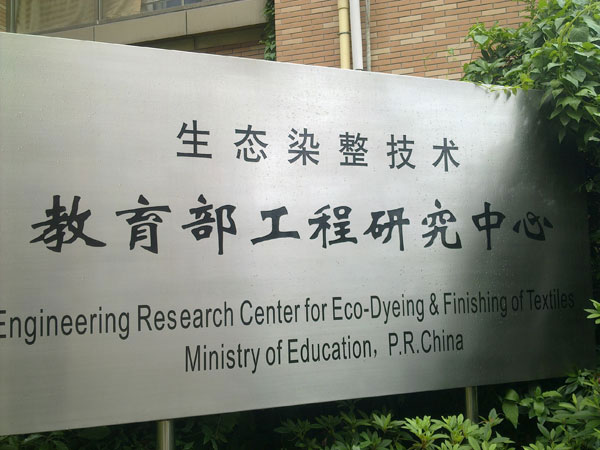 生态染整技术
教育部工程研究中心
Engineering Research Center for Eco-Dyeing & Finishing of Textiles
Ministry of Education, P.R.China